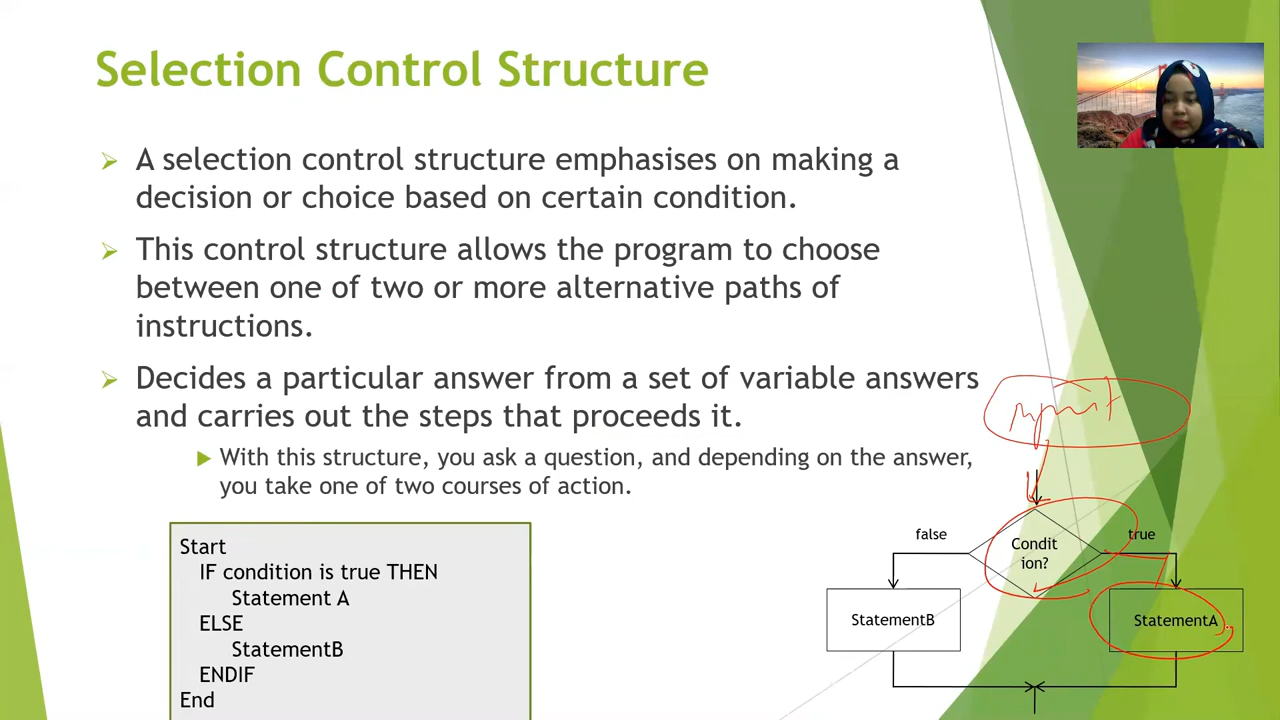 Selection Control Structure
A selection control structure emphasises on making a
decision or choice based on certain condition.
This control structure allows the program to choose
between one of two or more alternative paths of
instructions.
Decides a particular answer from a set of variable answers
and carries out the steps that proceeds it.
With this structure, you ask a question, and depending on the answer,
you take one of two courses of action.
Start
IF condition is true THEN
Statement A
ELSE
StatementB
ENDIF
End
input
false
Condit
ion?
true
StatementB
StatementA